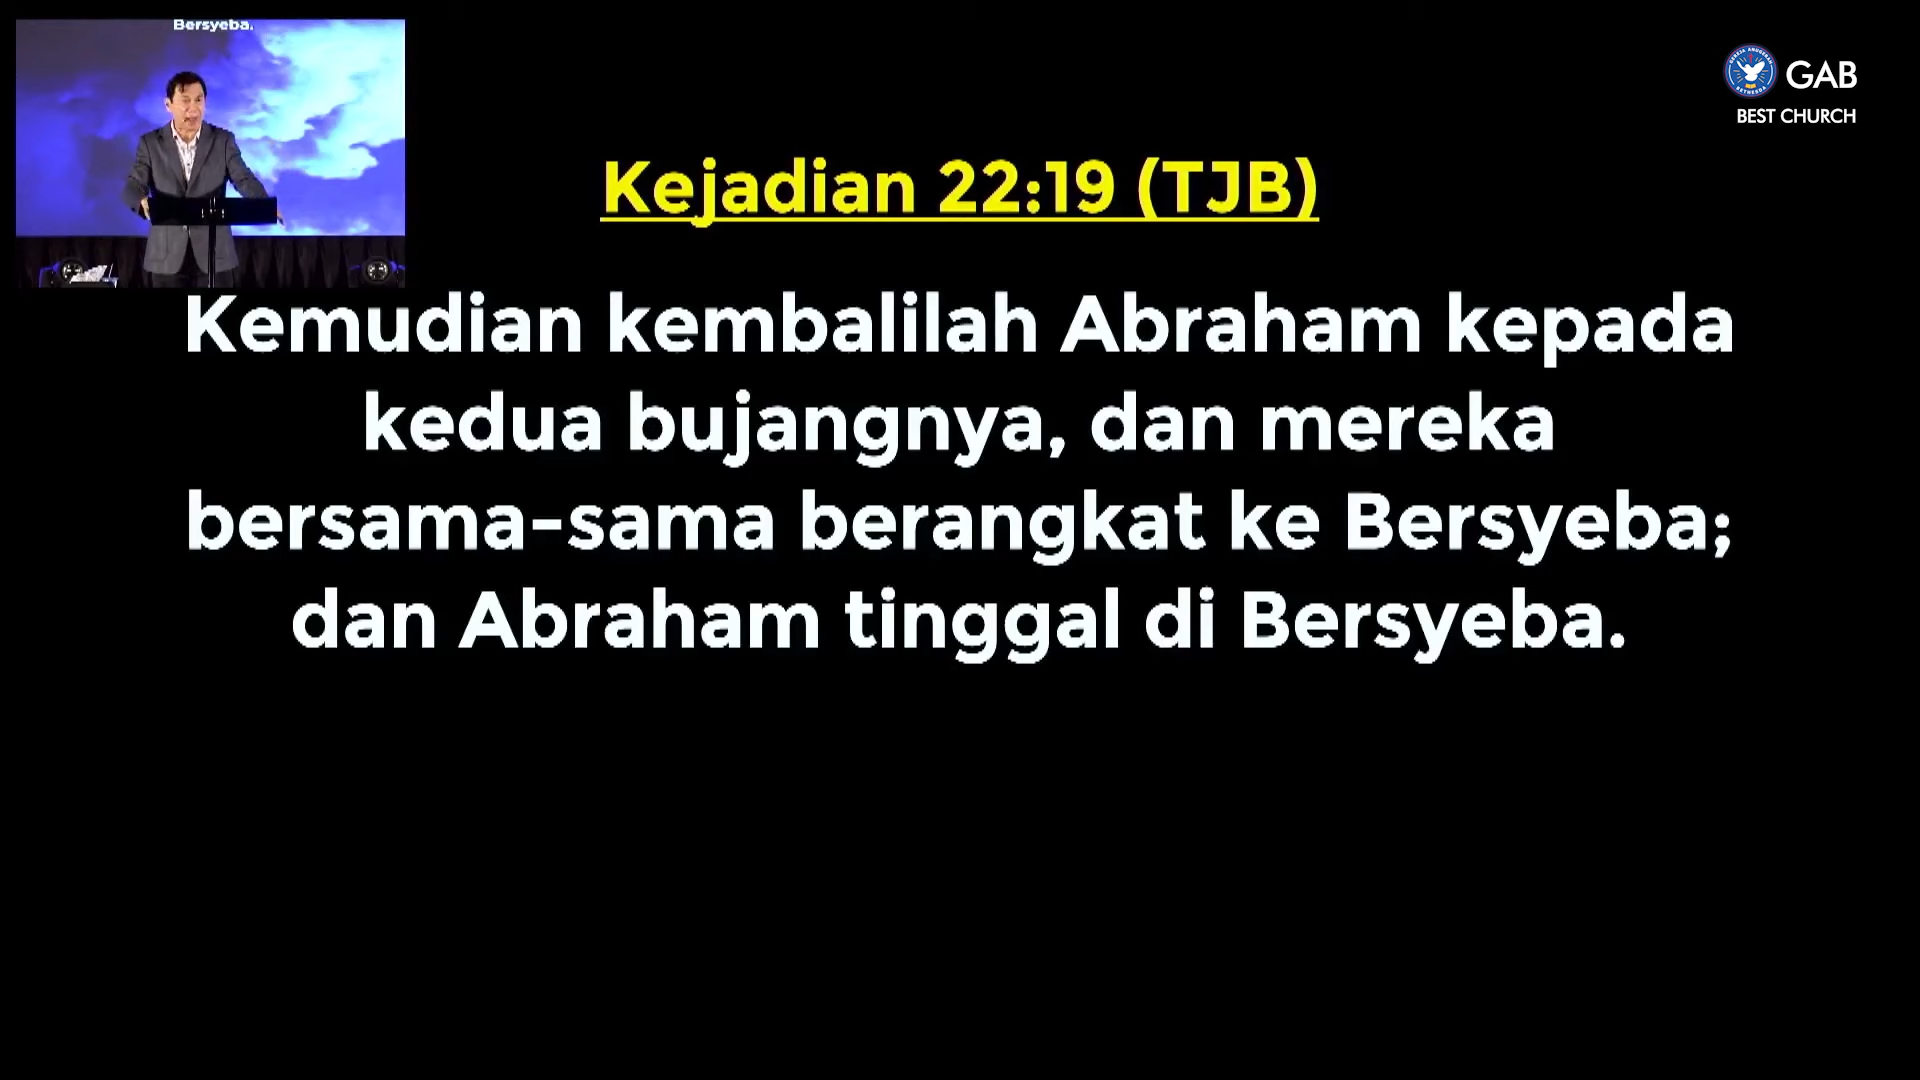 Bersyeba.
GAB
BEST CHURCH
Kejadian 22:19 (TJB)
Kemudian kembalilah Abraham kepada
kedua bujangnya, dan mereka
bersama-sama berangkat ke Bersyeba;
dan Abraham tinggal di Bersyeba.